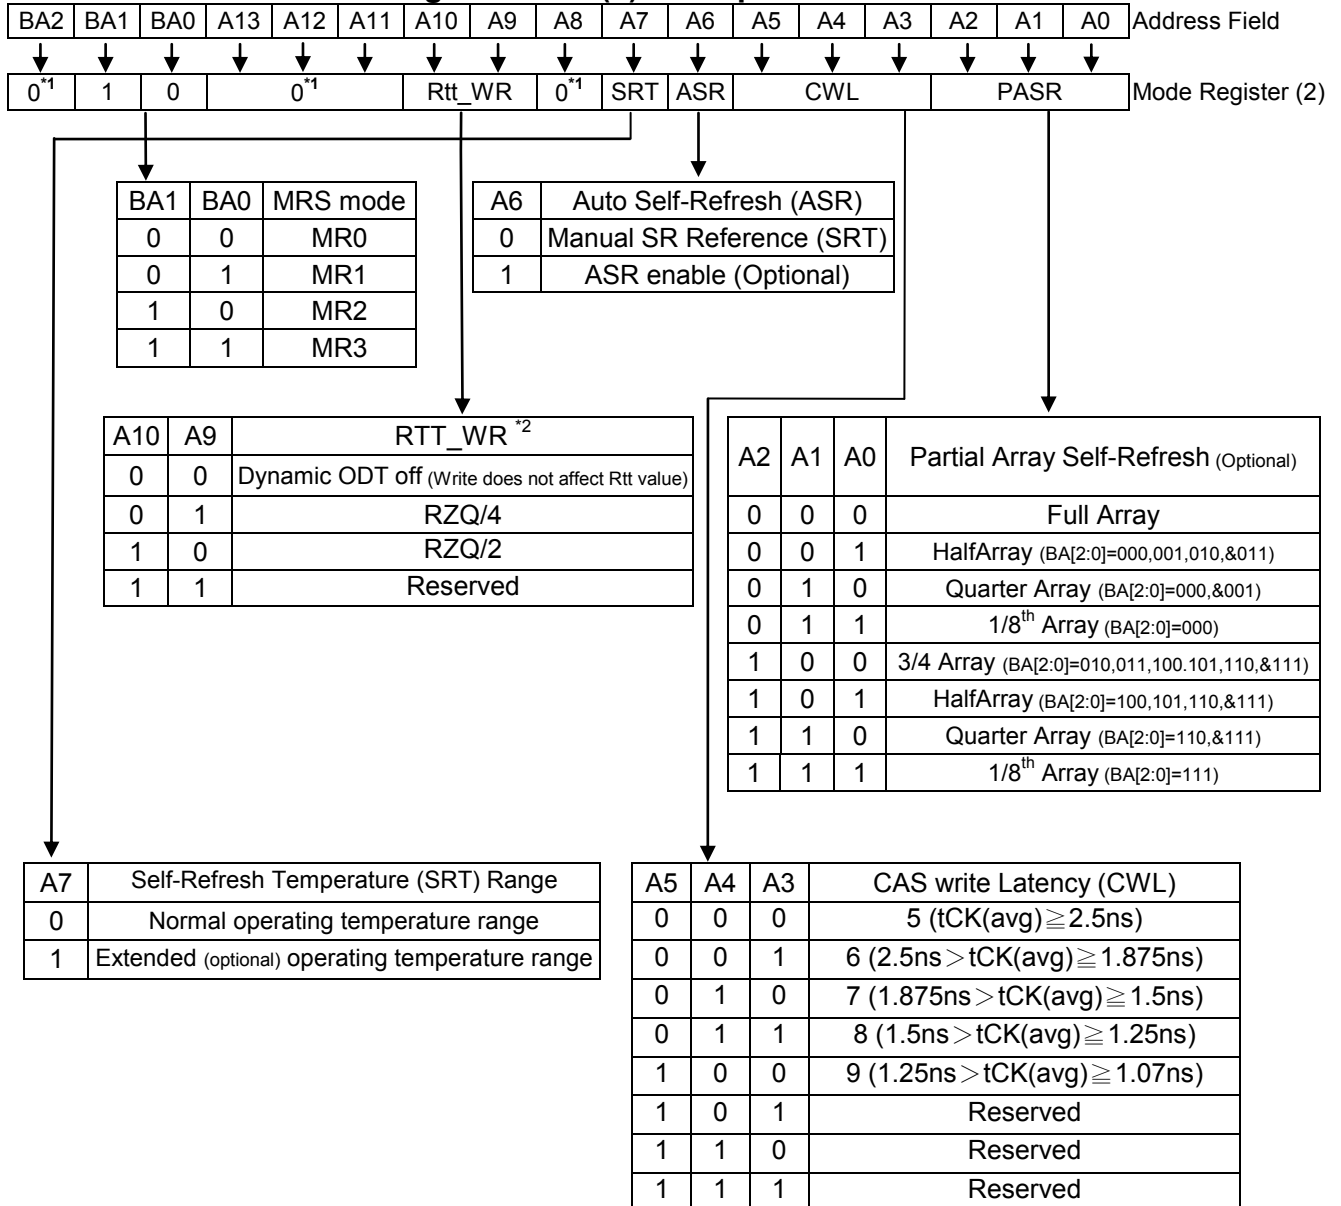 BA2 BA1 BA0 A13 A12 A11 A10 A9 A8 A7 A6 A5 A4 A3 A2 A1 A0 Address Field
0*1 1 0 0*1 Rtt_WR 0*1 SRT ASR CWL PASR Mode Register (2)
BA1 BA0 MRS mode
0 0 MR0
0 1 MR1
1 0 MR2
1 1 MR3
A6 Auto Self-Refresh (ASR)
0 Manual SR Reference (SRT)
1 ASR enable (Optional)
A10 A9 RTT_WR *2
0 0 Dynamic ODT off (Write does not affect Rtt value)
0 1 RZQ/4
1 0 RZQ/2
1 1 Reserved
A2 A1 A0 Partial Array Self-Refresh (Optional)
0 0 0 Full Array
0 0 1 HalfArray (BA[2:0]=000,001,010,&011)
0 1 0 Quarter Array (BA[2:0]=000,&001)
0 1 1 1/8th Array (BA[2:0]=000)
1 0 0 3/4 Array (BA[2:0]=010,011,100.101,110,&111)
1 0 1 HalfArray (BA[2:0]=100,101,110,&111)
1 1 0 Quarter Array (BA[2:0]=110,&111)
1 1 1 1/8th Array (BA[2:0]=111)
A7 Self-Refresh Temperature (SRT) Range
0 Normal operating temperature range
1 Extended (optional) operating temperature range
A5 A4 A3 CAS write Latency (CWL)
0 0 0 5 (tCK(avg)≧2.5ns)
0 0 1 6 (2.5ns>tCK(avg)≧1.875ns)
0 1 0 7 (1.875ns>tCK(avg)≧1.5ns)
0 1 1 8 (1.5ns>tCK(avg)≧1.25ns)
1 0 0 9 (1.25ns>tCK(avg)≧1.07ns)
1 0 1 Reserved
1 1 0 Reserved
1 1 1 Reserved